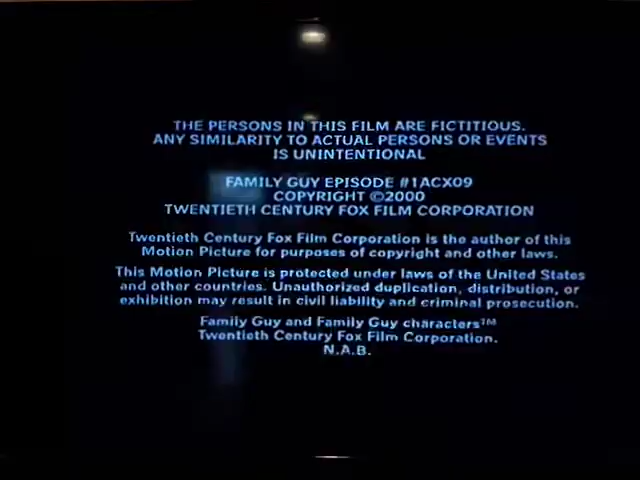 THE PERSONS IN THIS FILM ARE FICTITIOUS.
ANY SIMILARITY TO ACTUAL PERSONS OR EVENTS
IS UNINTENTIONAL
FAMILY GUY EPISODE #1ACX09
COPYRIGHT ©2000
TWENTIETH CENTURY FOX FILM CORPORATION
Twentieth Century Fox Film Corporation is the author of this
Motion Picture for purposes of copyright and other laws.
This Motion Picture is protected under laws of the United States
and other countries. Unauthorized duplication, distribution, or
exhibition may result in civil liability and criminal prosecution.
Family Guy and Family Guy characters™
Twentieth Century Fox Film Corporation.
N.A.B.